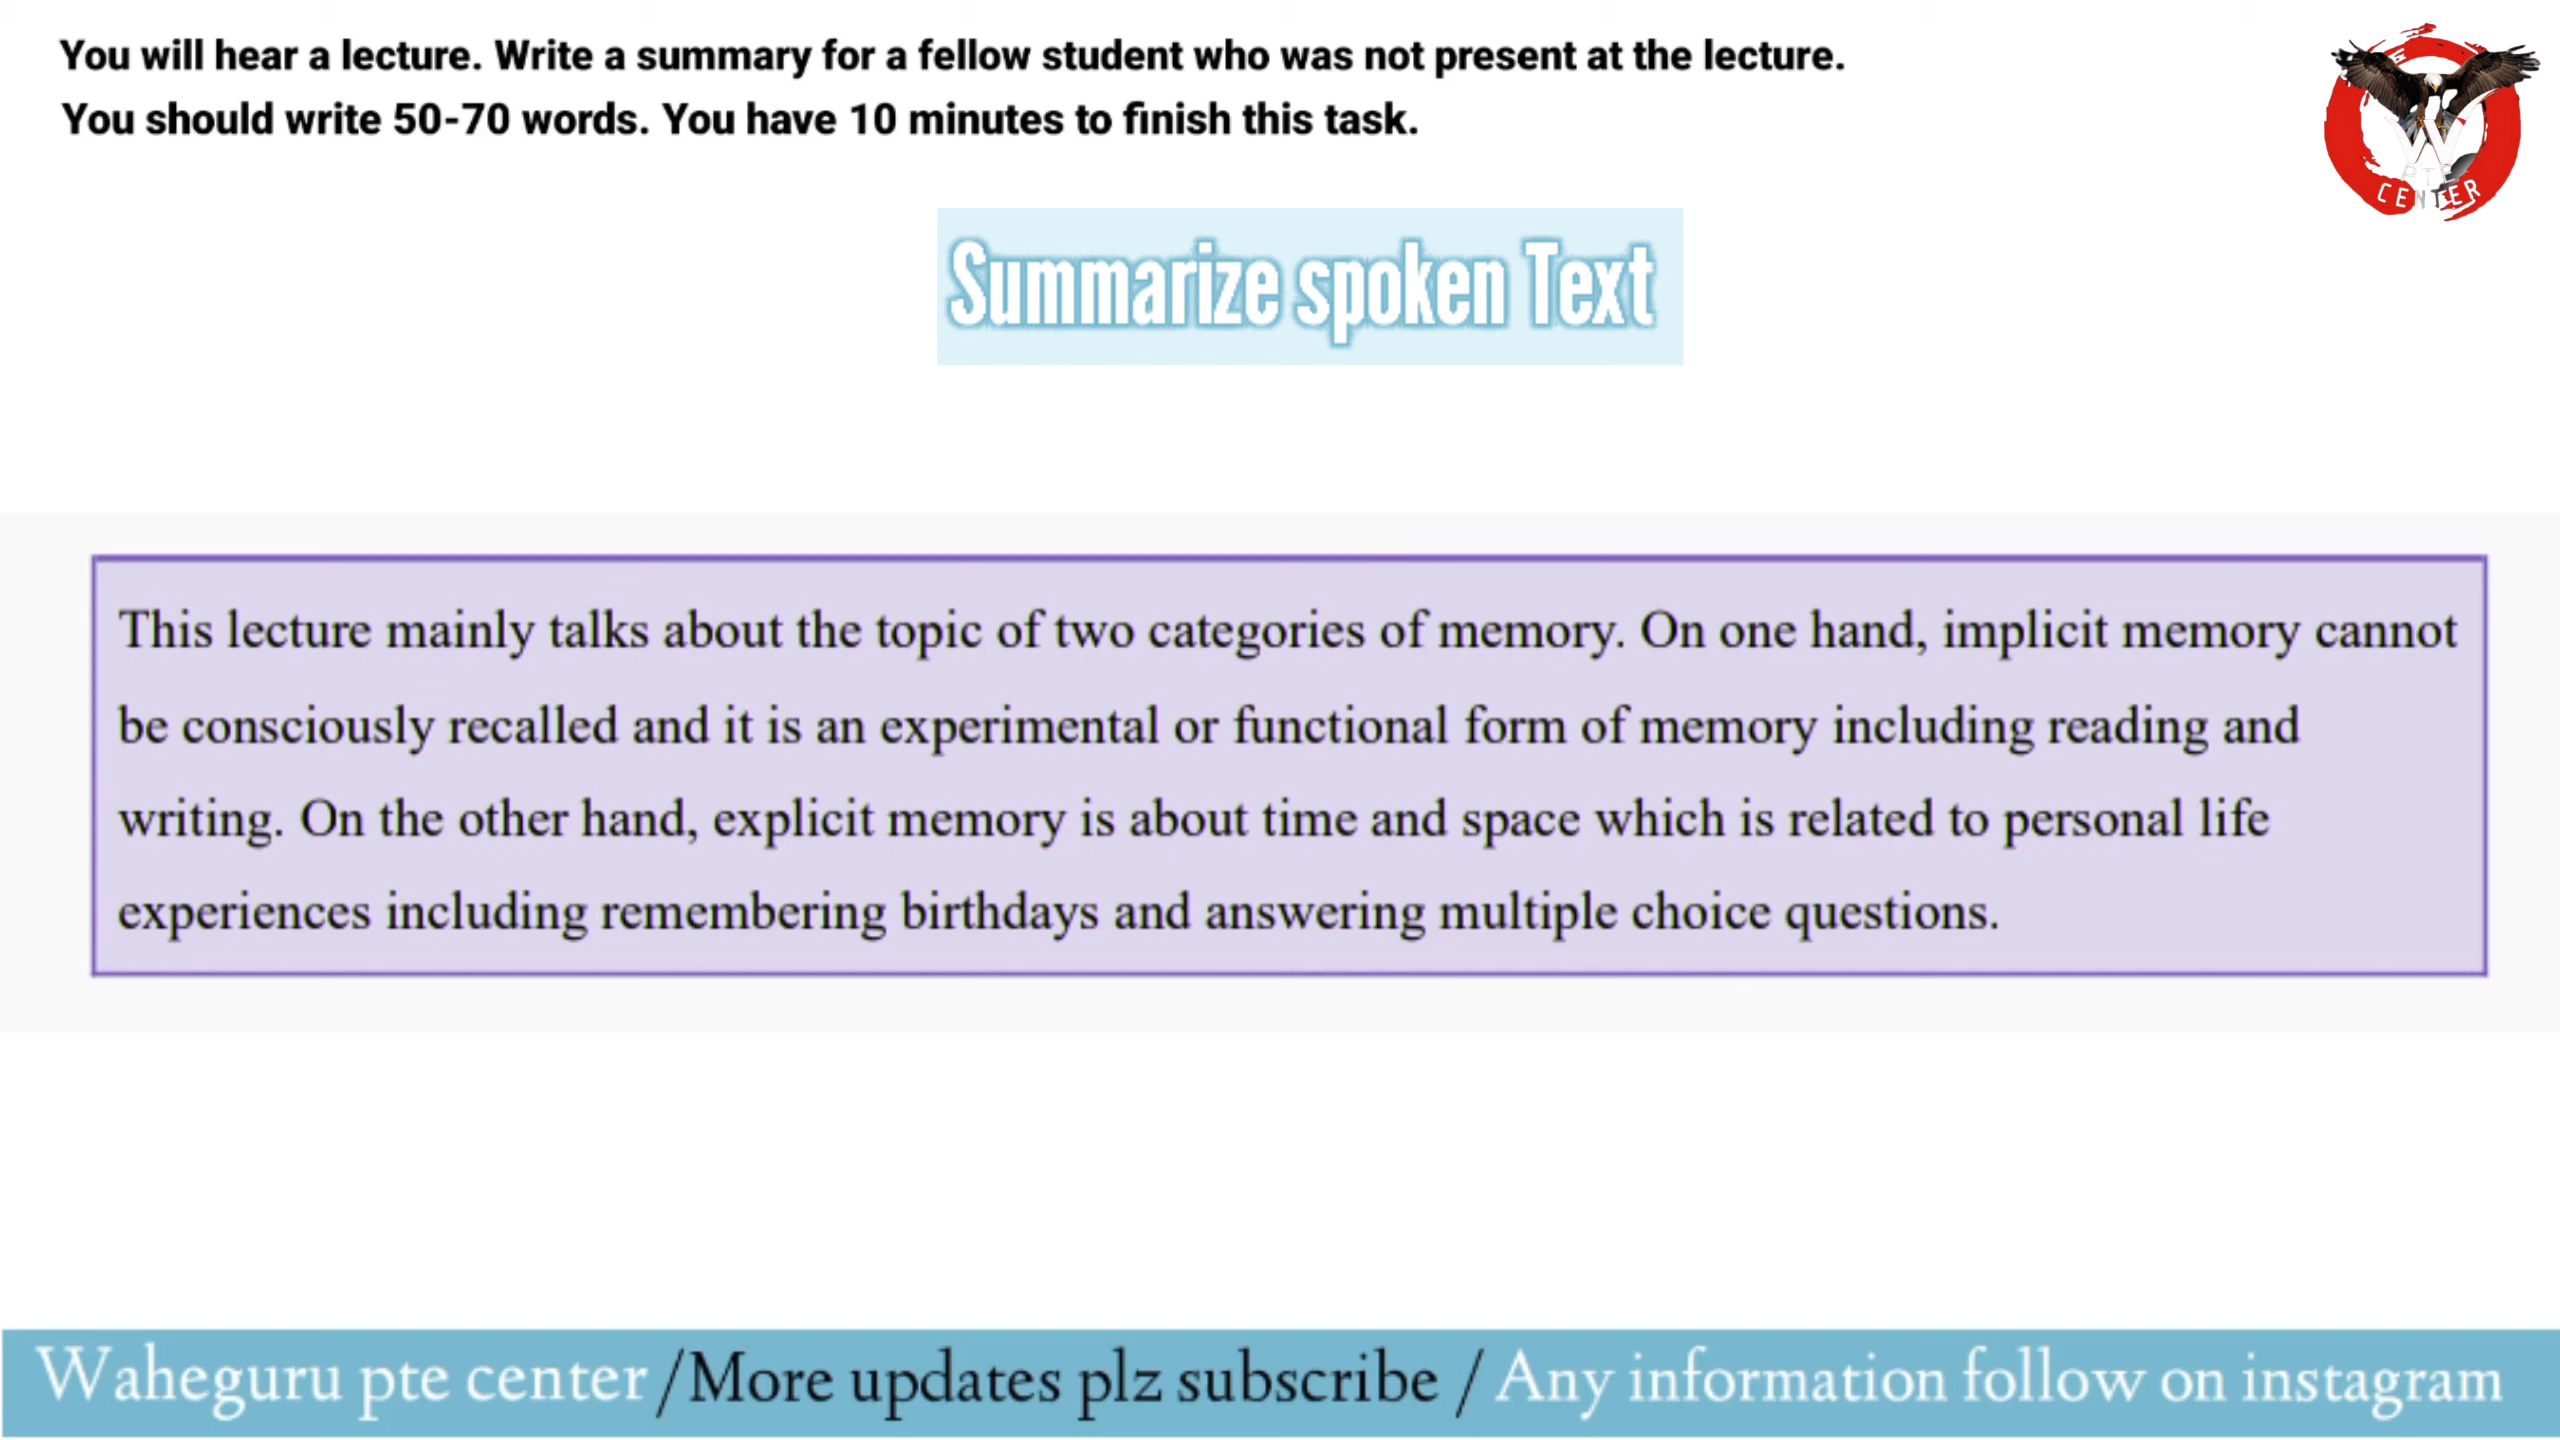 You will hear a lecture. Write a summary for a fellow student who was not present at the lecture.
You should write 50-70 words. You have 10 minutes to finish this task.
W
PTE
CENTER
Summarize spoken Text
This lecture mainly talks about the topic of two categories of memory. On one hand, implicit memory cannot
be consciously recalled and it is an experimental or functional form of memory including reading and
writing. On the other hand, explicit memory is about time and space which is related to personal life
experiences including remembering birthdays and answering multiple choice questions.
Waheguru pte center /More updates plz subscribe / Any information follow on instagram